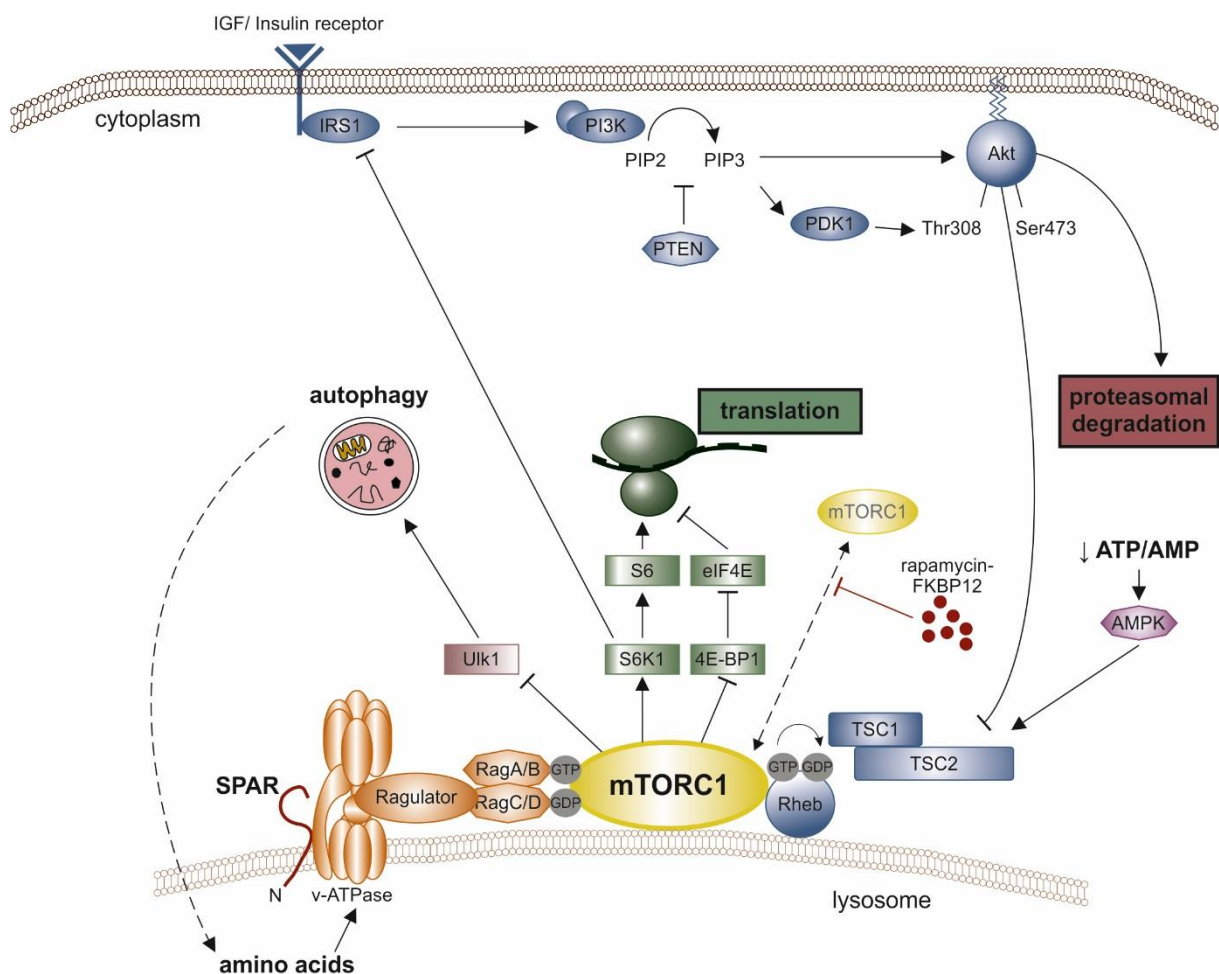 IGF/ Insulin receptor
cytoplasm
IRS1
PI3K
PIP2
PIP3
Akt
PDK1
Thr308
Ser473
PTEN
autophagy
translation
proteasomal
degradation
mTORC1
↓ ATP/AMP
rapamycin-
FKBP12
S6
eIF4E
AMPK
Ulk1
S6K1
4E-BP1
TSC1
TSC2
RagA/B
GTP
mTORC1
GTP
GDP
SPAR
Ragulator
RagC/D
GDP
Rheb
N
v-ATPase
lysosome
amino acids